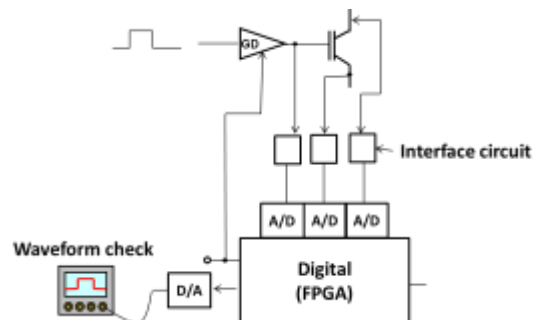 GD
Interface circuit
A/D A/D A/D
Waveform check
D/A
Digital
(FPGA)